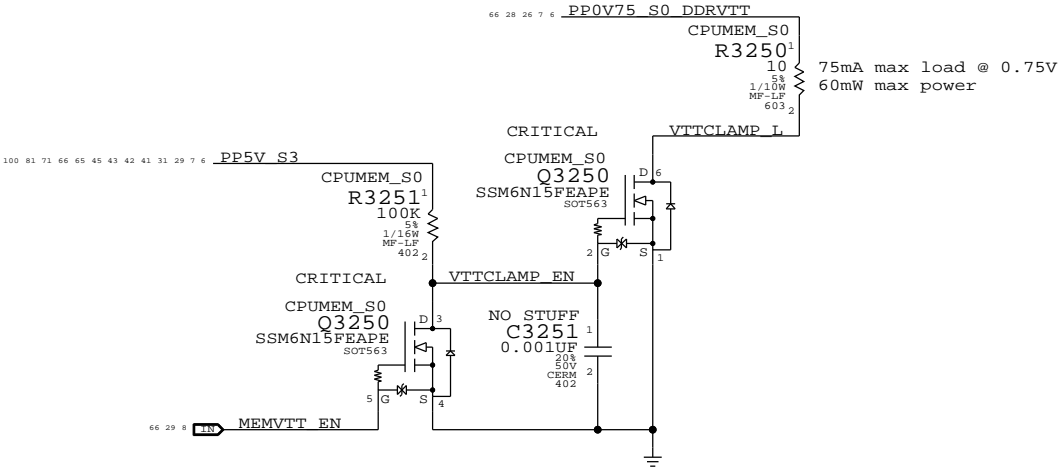 66 28 26 7 6 PP0V75_S0_DDRVTT
CPUMEM_S0
R3250 1
10
5%
1/10W
MF-LF
603 2
75mA max load @ 0.75V
60mW max power
CRITICAL
VTTCLAMP_L
100 81 71 66 65 45 43 42 41 31 29 7 6 PP5V_S3
CPUMEM_S0
Q3250
SSM6N15FEAPE
SOT563
D 6
2 G S 1
CPUMEM_S0
R3251 1
100K
5%
1/16W
MF-LF
402 2
CRITICAL
VTTCLAMP_EN
CPUMEM_S0
Q3250
SSM6N15FEAPE
SOT563
D 3
5 G S 4
NO STUFF
C3251 1
0.001UF
20%
50V
CERM
402
2
66 29 8 IN MEMVTT_EN